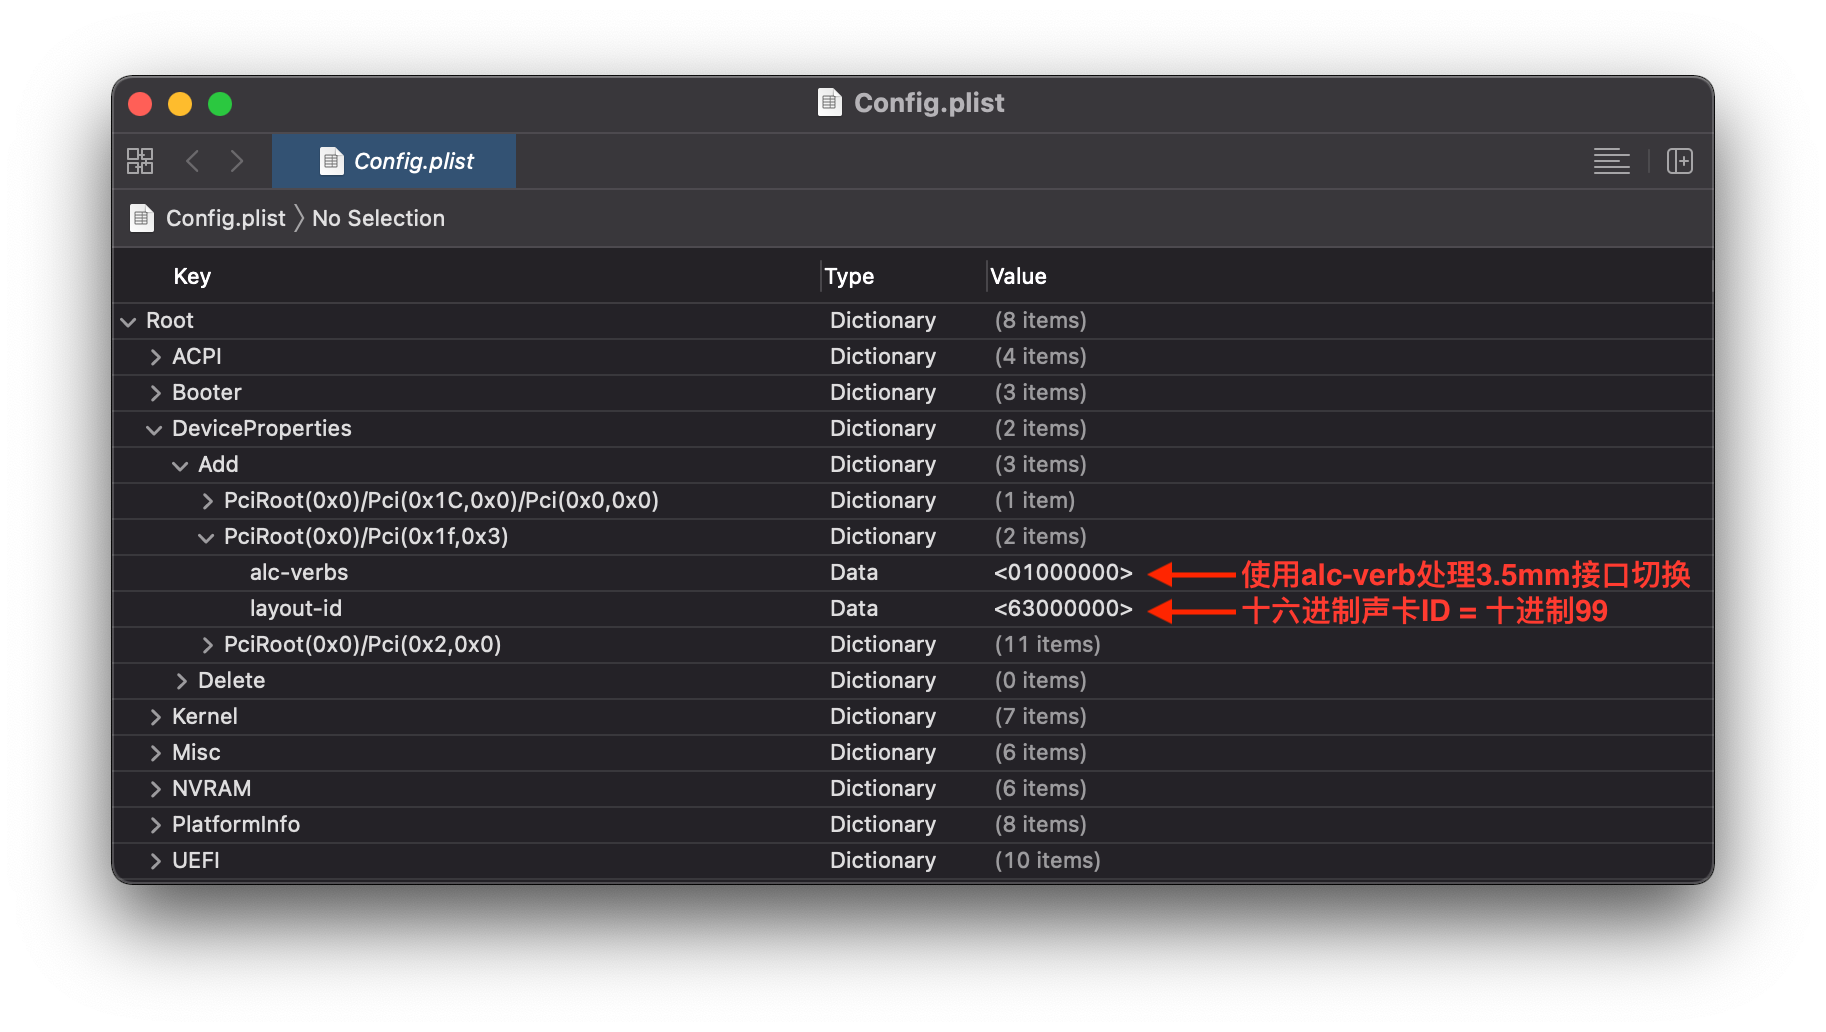 Config.plist
Config.plist
Config.plist No Selection
Key Type Value
Root Dictionary (8 items)
ACPI Dictionary (4 items)
Booter Dictionary (3 items)
DeviceProperties Dictionary (2 items)
Add Dictionary (3 items)
PciRoot(0x0)/Pci(0x1C,0x0)/Pci(0x0,0x0) Dictionary (1 item)
PciRoot(0x0)/Pci(0x1f,0x3) Dictionary (2 items)
alc-verbs Data <01000000> 使用alc-verb处理3.5mm接口切换
layout-id Data <63000000> 十六进制声卡ID = 十进制99
PciRoot(0x0)/Pci(0x2,0x0) Dictionary (11 items)
Delete Dictionary (0 items)
Kernel Dictionary (7 items)
Misc Dictionary (6 items)
NVRAM Dictionary (6 items)
PlatformInfo Dictionary (8 items)
UEFI Dictionary (10 items)